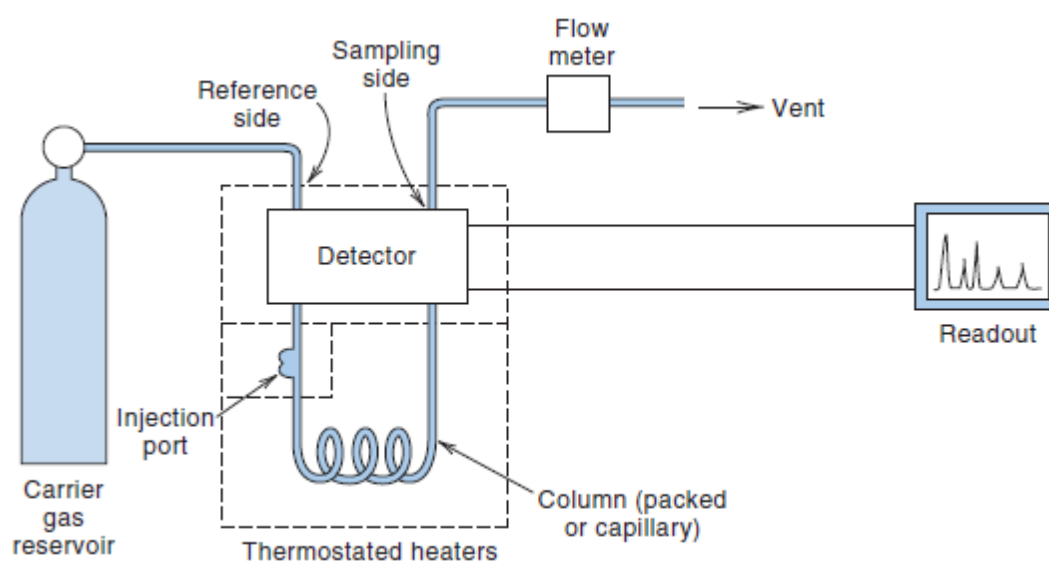 Flow
meter
Sampling
side
Reference
side
Vent
Detector
Readout
Injection
port
Carrier
gas
reservoir
Column (packed
or capillary)
Thermostated heaters